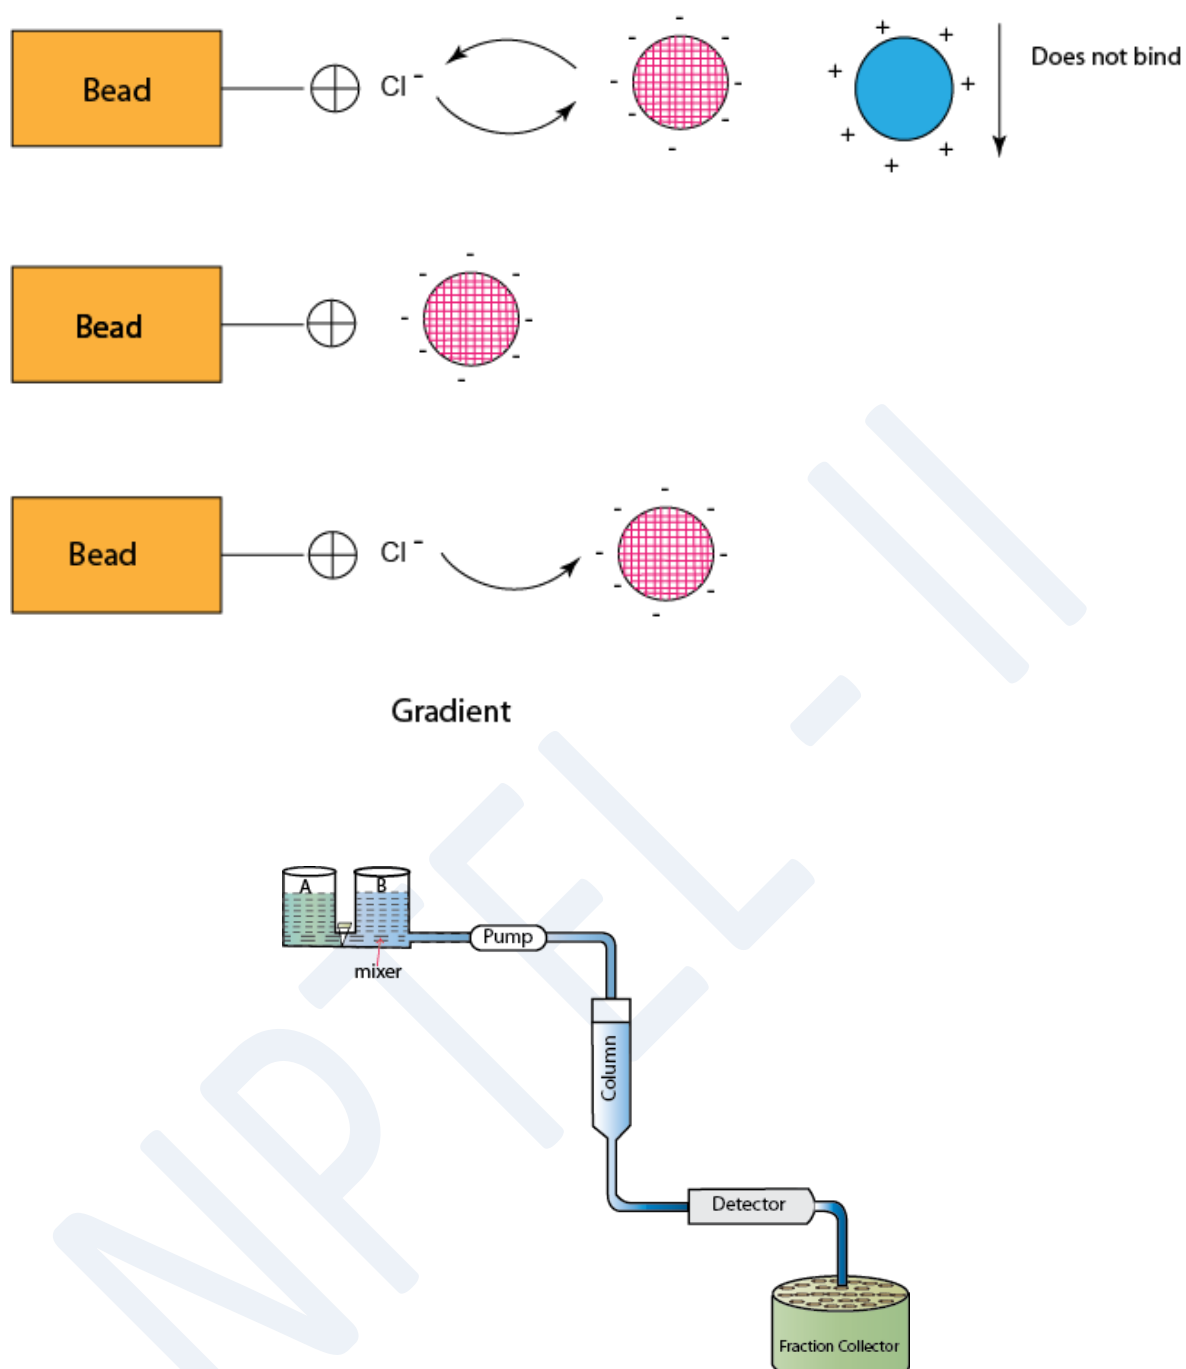 Bead
Cl -
- - - - - - - -
+ + + + + + + +
Does not bind
Bead
- - - - - - - - -
Bead
Cl -
- - - - - - - - -
Gradient
A
B
Pump
mixer
Column
Detector
Fraction Collector
NPTEL - II